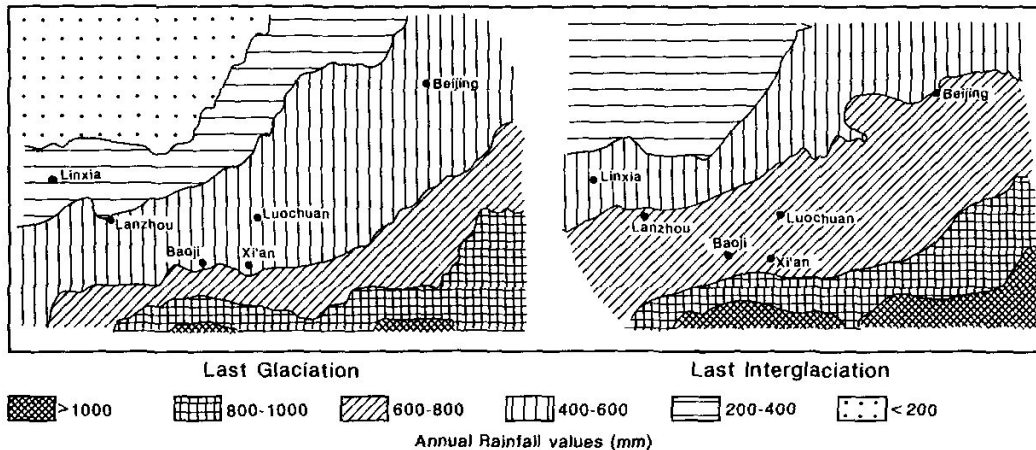 Beijing
Linxia
Lanzhou
Luochuan
Baoji
Xi'an
Beijing
Linxia
Lanzhou
Luochuan
Baoji
Xi'an
Last Glaciation
Last Interglaciation
>1000
800-1000
600-800
400-600
200-400
<200
Annual Rainfall values (mm)